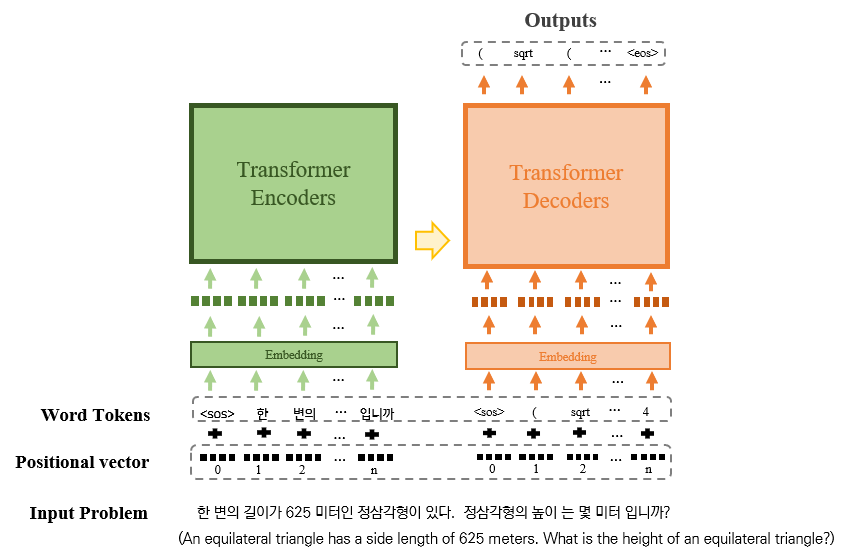 Outputs
( sqrt ( ... <eos>
Transformer
Encoders
Transformer
Decoders
...
...
... ...
... ...
Embedding
Embedding
... ...
Word Tokens <sos> 한 변의 ... 입니까 <sos> ( sqrt ... 4
... ...
Positional vector ... ...
0 1 2 n 0 1 2 n
Input Problem 한 변의 길이가 625 미터인 정삼각형이 있다. 정삼각형의 높이 는 몇 미터 입니까?
(An equilateral triangle has a side length of 625 meters. What is the height of an equilateral triangle?)